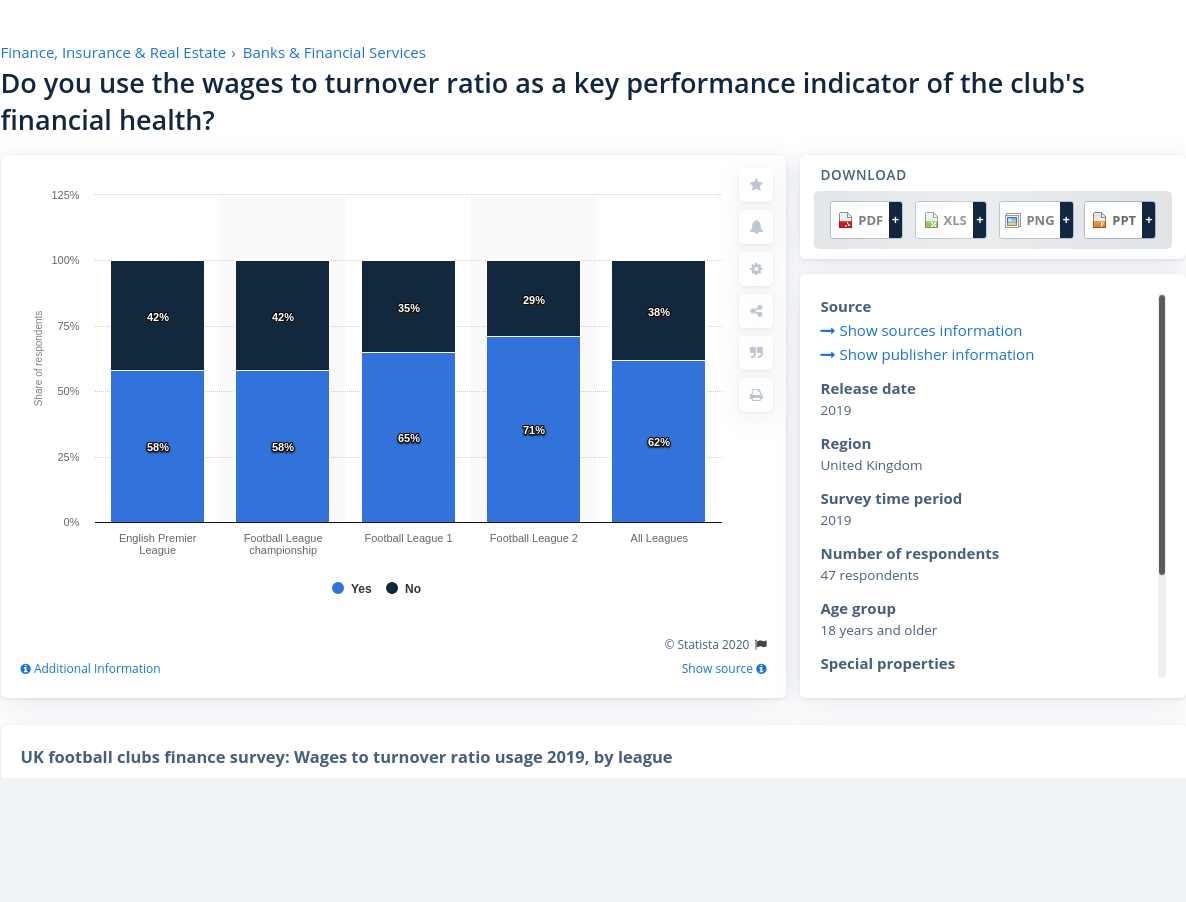 Finance, Insurance & Real Estate › Banks & Financial Services
Do you use the wages to turnover ratio as a key performance indicator of the club's
financial health?
125%
100%
75%
50%
25%
0%
Share of respondents
42%
42%
35%
29%
38%
58%
58%
65%
71%
62%
English Premier
League
Football League
championship
Football League 1
Football League 2
All Leagues
Yes
No
© Statista 2020
Additional Information
Show source
DOWNLOAD
PDF +
XLS +
PNG +
PPT +
Source
Show sources information
Show publisher information
Release date
2019
Region
United Kingdom
Survey time period
2019
Number of respondents
47 respondents
Age group
18 years and older
Special properties
UK football clubs finance survey: Wages to turnover ratio usage 2019, by league